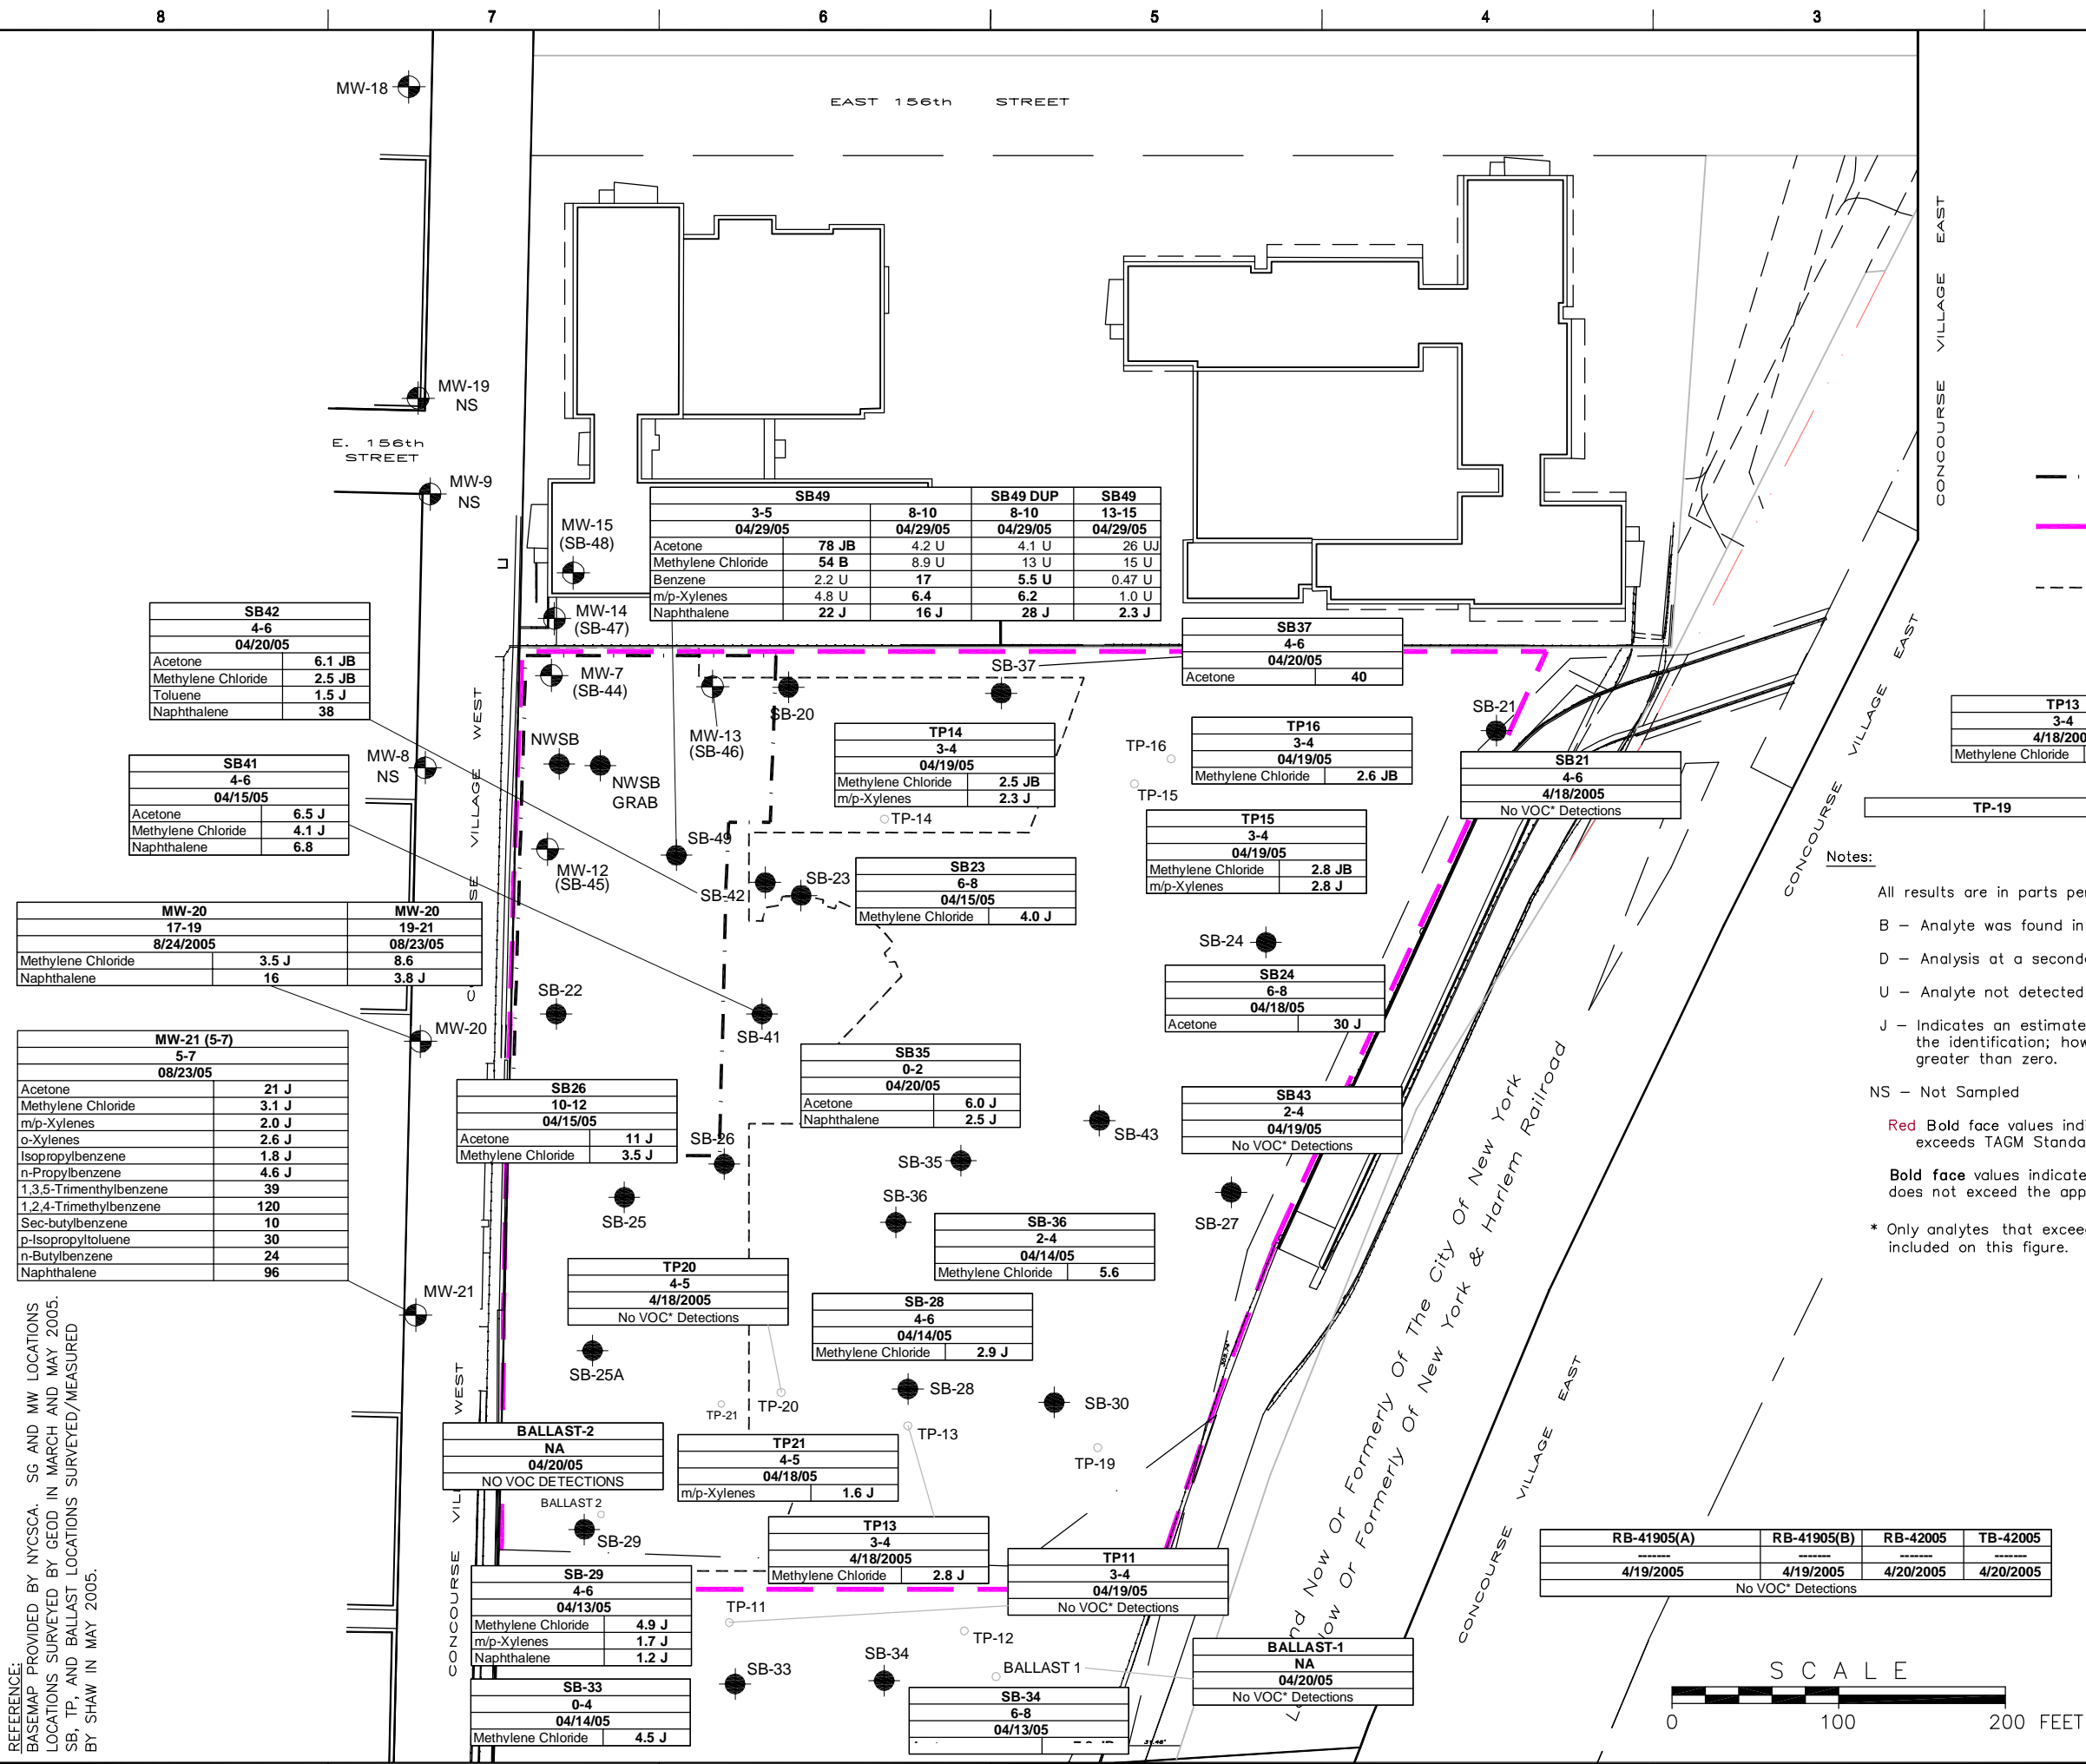 8 7 6 5 4 3
EAST 156th STREET
MW-18
MW-19
NS
E. 156th
STREET
MW-9
NS
CONCOURSE VILLAGE EAST
MW-15
(SB-48)
MW-14
(SB-47)
SB49 SB49 DUP SB49
3-5 8-10 8-10 13-15
04/29/05 04/29/05 04/29/05 04/29/05
Acetone 78 JB 4.2 U 4.1 U 26 UJ
Methylene Chloride 54 B 8.9 U 13 U 15 U
Benzene 2.2 U 17 5.5 U 0.47 U
m/p-Xylenes 4.8 U 6.4 6.2 1.0 U
Naphthalene 22 J 16 J 28 J 2.3 J
SB42
4-6
04/20/05
Acetone 6.1 JB
Methylene Chloride 2.5 JB
Toluene 1.5 J
Naphthalene 38
SB37
4-6
04/20/05
Acetone 40
SB-37
MW-7
(SB-44)
MW-13
(SB-46)
SB-20
SB-21
NWSB
NWSB
GRAB
MW-8
NS
SB41
4-6
04/15/05
Acetone 6.5 J
Methylene Chloride 4.1 J
Naphthalene 6.8
TP14
3-4
04/19/05
Methylene Chloride 2.5 JB
m/p-Xylenes 2.3 J
TP-14
TP-16
TP-15
TP16
3-4
04/19/05
Methylene Chloride 2.6 JB
SB21
4-6
4/18/2005
No VOC* Detections
TP13
3-4
4/18/200
Methylene Chloride
TP-19
TP15
3-4
04/19/05
Methylene Chloride 2.8 JB
m/p-Xylenes 2.8 J
MW-12
(SB-45)
SB-49
SB-42
SB-23
SB23
6-8
04/15/05
Methylene Chloride 4.0 J
MW-20 MW-20
17-19 19-21
8/24/2005 08/23/05
Methylene Chloride 3.5 J 8.6
Naphthalene 16 3.8 J
MW-20
SB-22
SB-41
SB-24
SB24
6-8
04/18/05
Acetone 30 J
MW-21 (5-7)
5-7
08/23/05
Acetone 21 J
Methylene Chloride 3.1 J
m/p-Xylenes 2.0 J
o-Xylenes 2.6 J
Isopropylbenzene 1.8 J
n-Propylbenzene 4.6 J
1,3,5-Trimenthylbenzene 39
1,2,4-Trimethylbenzene 120
Sec-butylbenzene 10
p-Isopropyltoluene 30
n-Butylbenzene 24
Naphthalene 96
MW-21
SB26
10-12
04/15/05
Acetone 11 J
Methylene Chloride 3.5 J
SB-26
SB-25
SB35
0-2
04/20/05
Acetone 6.0 J
Naphthalene 2.5 J
SB-35
SB-43
SB43
2-4
04/19/05
No VOC* Detections
SB-27
SB-36
SB-36
2-4
04/14/05
Methylene Chloride 5.6
TP20
4-5
4/18/2005
No VOC* Detections
SB-25A
TP-21
TP-20
SB-28
4-6
04/14/05
Methylene Chloride 2.9 J
SB-28
SB-30
TP-13
TP-19
BALLAST-2
NA
04/20/05
NO VOC DETECTIONS
BALLAST 2
SB-29
TP21
4-5
04/18/05
m/p-Xylenes 1.6 J
TP13
3-4
4/18/2005
Methylene Chloride 2.8 J
TP11
3-4
04/19/05
No VOC* Detections
SB-29
4-6
04/13/05
Methylene Chloride 4.9 J
m/p-Xylenes 1.7 J
Naphthalene 1.2 J
TP-11
TP-12
SB-33
SB-34
BALLAST 1
BALLAST-1
NA
04/20/05
No VOC* Detections
SB-33
0-4
04/14/05
Methylene Chloride 4.5 J
SB-34
6-8
04/13/05
31.46'
CONCOURSE VILLAGE WEST
VILLAGE WEST
CONCOURSE VILLAGE EAST
CONCOURSE VILLAGE EAST
nd Now Or Formerly Of The City Of New York
Now Or Formerly Of New York & Harlem Railroad
Notes:
All results are in parts per
B – Analyte was found in
D – Analysis at a seconda
U – Analyte not detected
J – Indicates an estimate
the identification; how
greater than zero.
NS – Not Sampled
Red Bold face values indi
exceeds TAGM Standa
Bold face values indicate
does not exceed the app
* Only analytes that exceed
included on this figure.
RB-41905(A) RB-41905(B) RB-42005 TB-42005
------- ------- ------- -------
4/19/2005 4/19/2005 4/20/2005 4/20/2005
No VOC* Detections
SCALE
0 100 200 FEET
REFERENCE:
BASEMAP PROVIDED BY NYCSCA. SG AND MW LOCATIONS
LOCATIONS SURVEYED BY GEOD IN MARCH AND MAY 2005.
SB, TP, AND BALLAST LOCATIONS SURVEYED/MEASURED
BY SHAW IN MAY 2005.